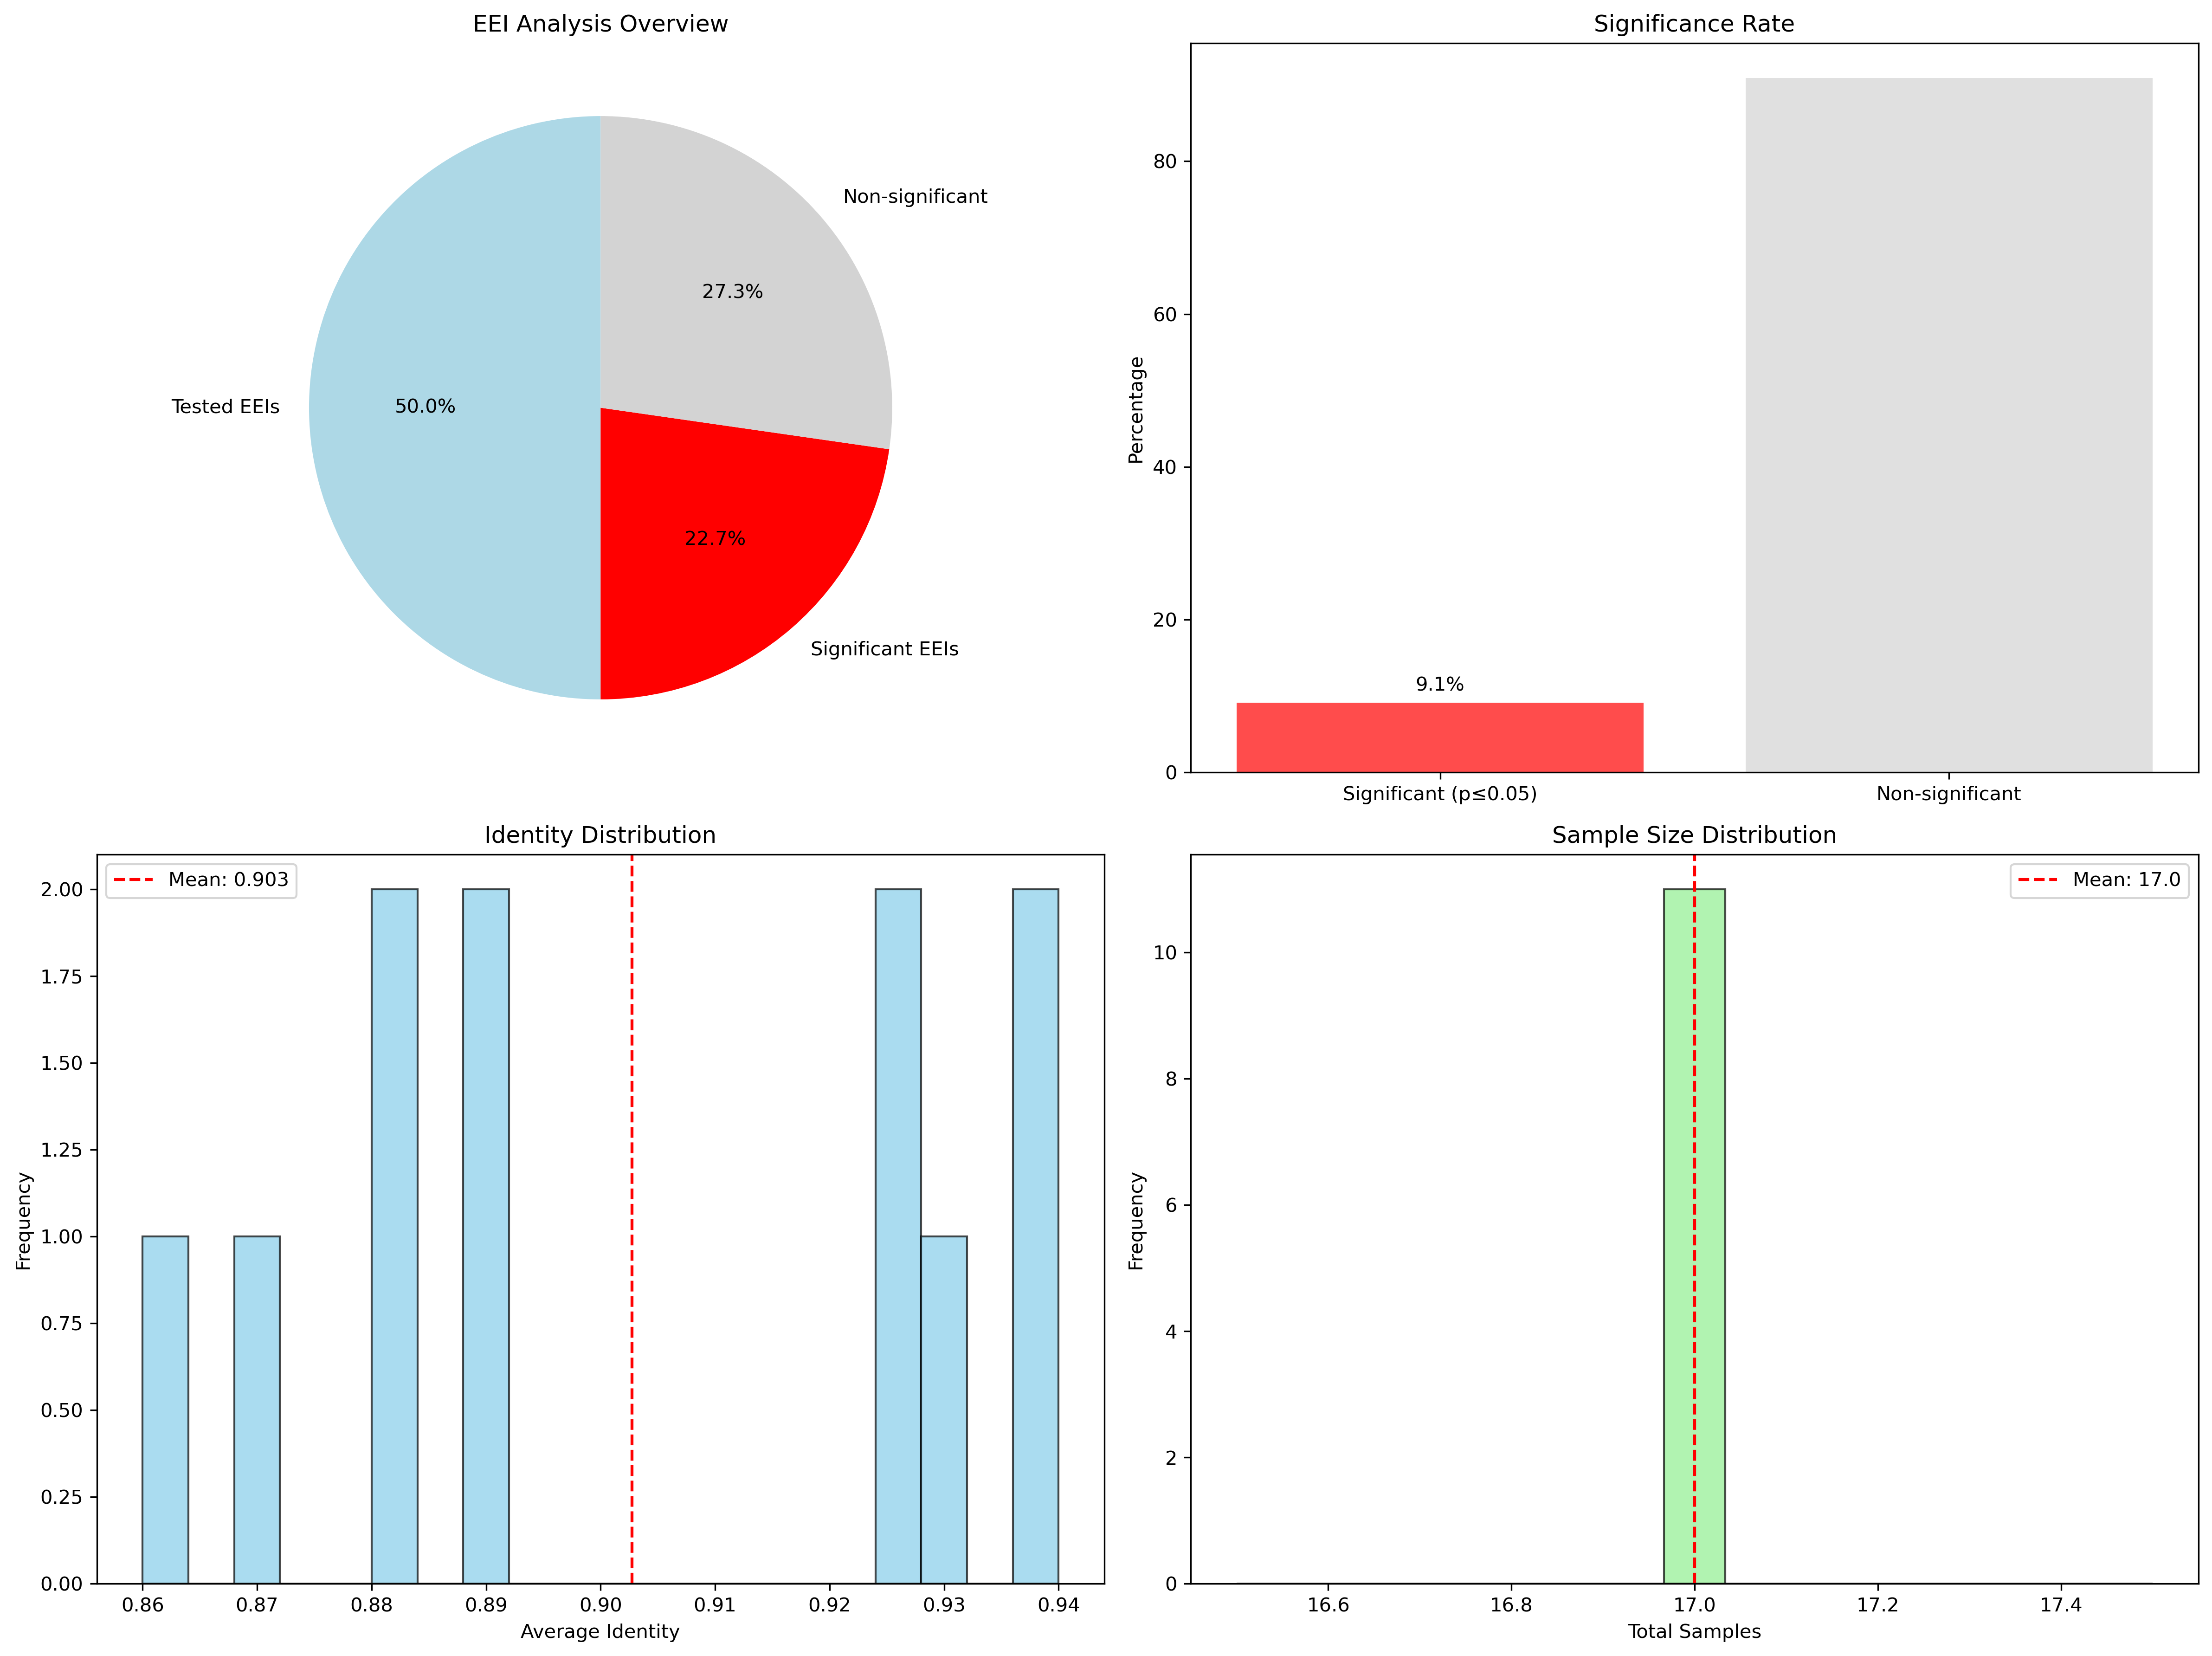 EEI Analysis Overview
Non-significant
27.3%
Tested EEIs
50.0%
22.7%
Significant EEIs
Significance Rate
Percentage
80
60
40
20
0
9.1%
Significant (p≤0.05)
Non-significant
Identity Distribution
Mean: 0.903
Frequency
2.00
1.75
1.50
1.25
1.00
0.75
0.50
0.25
0.00
0.86 0.87 0.88 0.89 0.90 0.91 0.92 0.93 0.94
Average Identity
Sample Size Distribution
Mean: 17.0
Frequency
10
8
6
4
2
0
16.6 16.8 17.0 17.2 17.4
Total Samples